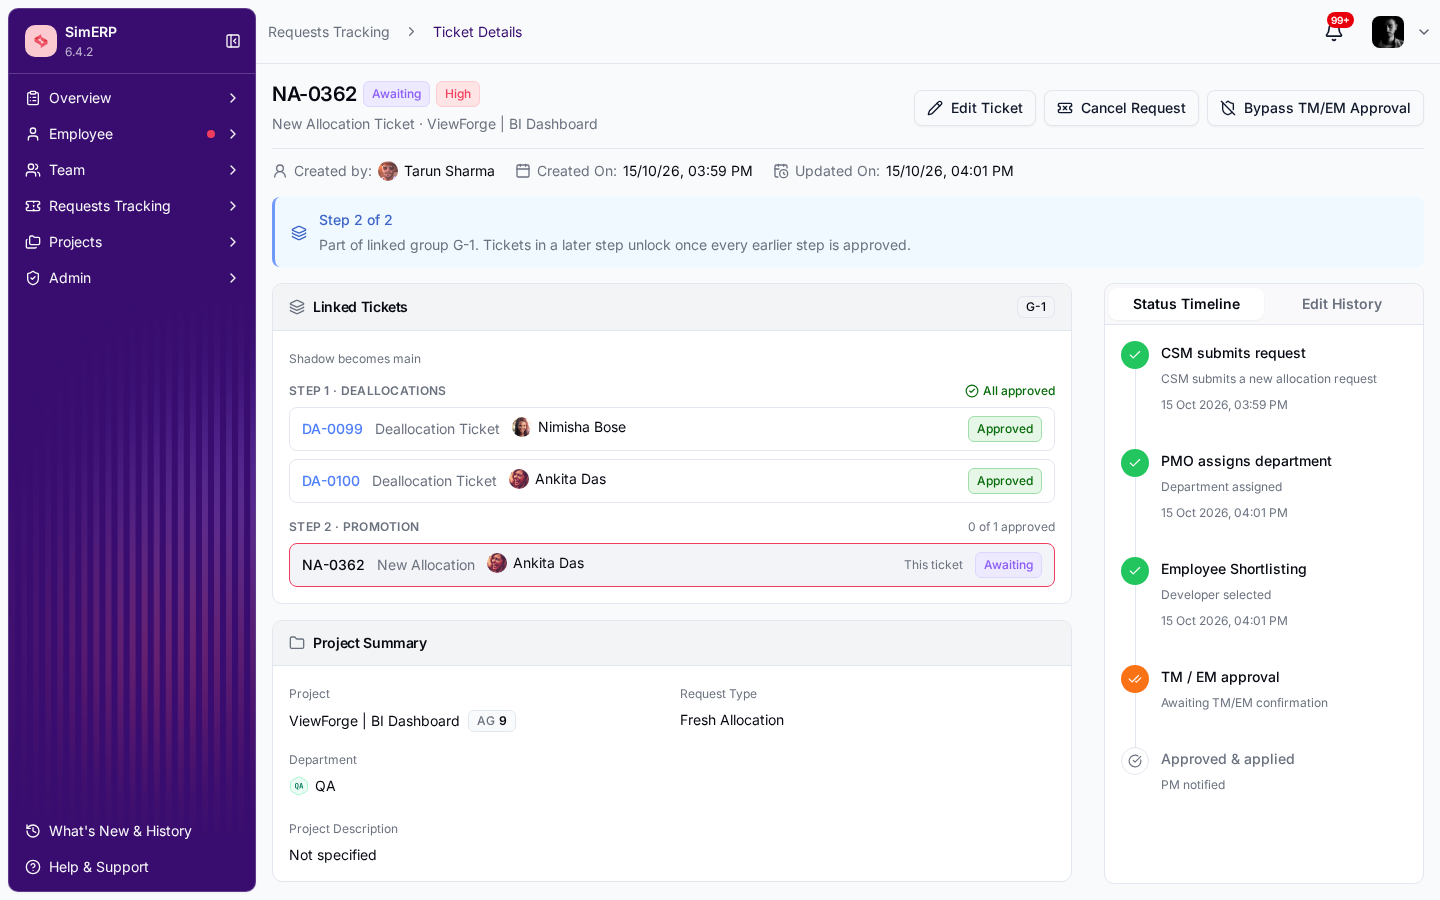 SimERP
6.4.2
Overview
Employee
Team
Requests Tracking
Projects
Admin
What's New & History
Help & Support
Requests Tracking
Ticket Details
99+
NA-0362
Awaiting
High
New Allocation Ticket · ViewForge | BI Dashboard
Edit Ticket
Cancel Request
Bypass TM/EM Approval
Created by: Tarun Sharma
Created On: 15/10/26, 03:59 PM
Updated On: 15/10/26, 04:01 PM
Step 2 of 2
Part of linked group G-1. Tickets in a later step unlock once every earlier step is approved.
Linked Tickets
G-1
Shadow becomes main
STEP 1 · DEALLOCATIONS
All approved
DA-0099 Deallocation Ticket Nimisha Bose Approved
DA-0100 Deallocation Ticket Ankita Das Approved
STEP 2 · PROMOTION
0 of 1 approved
NA-0362 New Allocation Ankita Das This ticket Awaiting
Project Summary
Project
ViewForge | BI Dashboard AG 9
Request Type
Fresh Allocation
Department
QA QA
Project Description
Not specified
Status Timeline
Edit History
CSM submits request
CSM submits a new allocation request
15 Oct 2026, 03:59 PM
PMO assigns department
Department assigned
15 Oct 2026, 04:01 PM
Employee Shortlisting
Developer selected
15 Oct 2026, 04:01 PM
TM / EM approval
Awaiting TM/EM confirmation
Approved & applied
PM notified